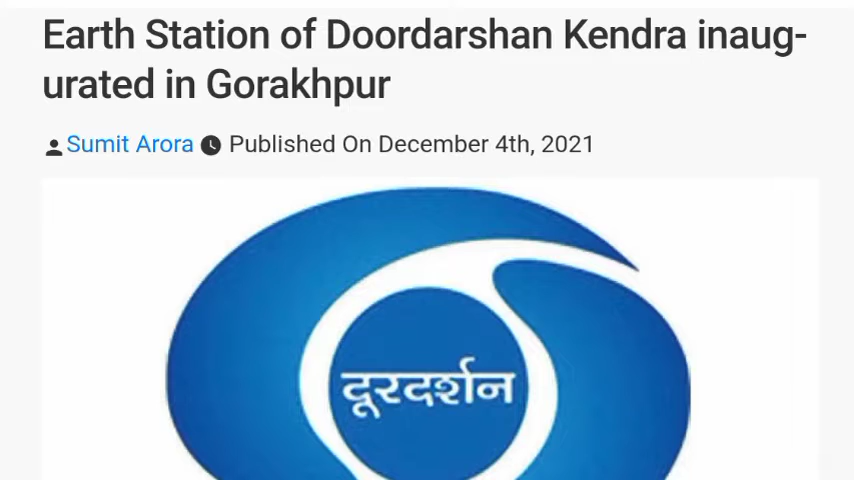 Earth Station of Doordarshan Kendra inaug-
urated in Gorakhpur
Sumit Arora Published On December 4th, 2021
दूरदर्शन